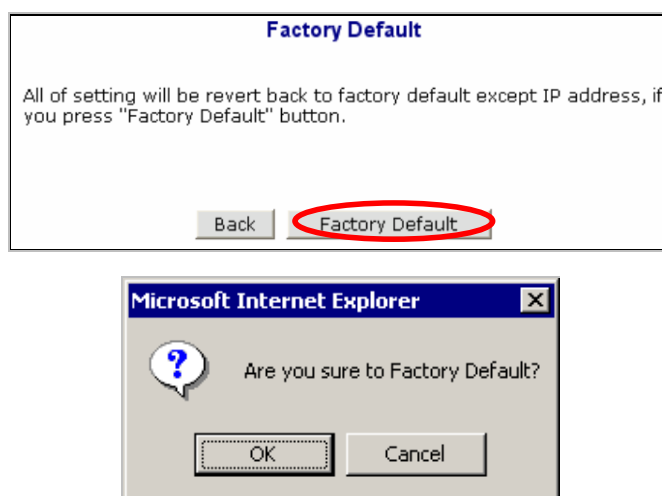 Factory Default
All of setting will be revert back to factory default except IP address, if
you press "Factory Default" button.
Back Factory Default
Microsoft Internet Explorer
? Are you sure to Factory Default?
OK Cancel